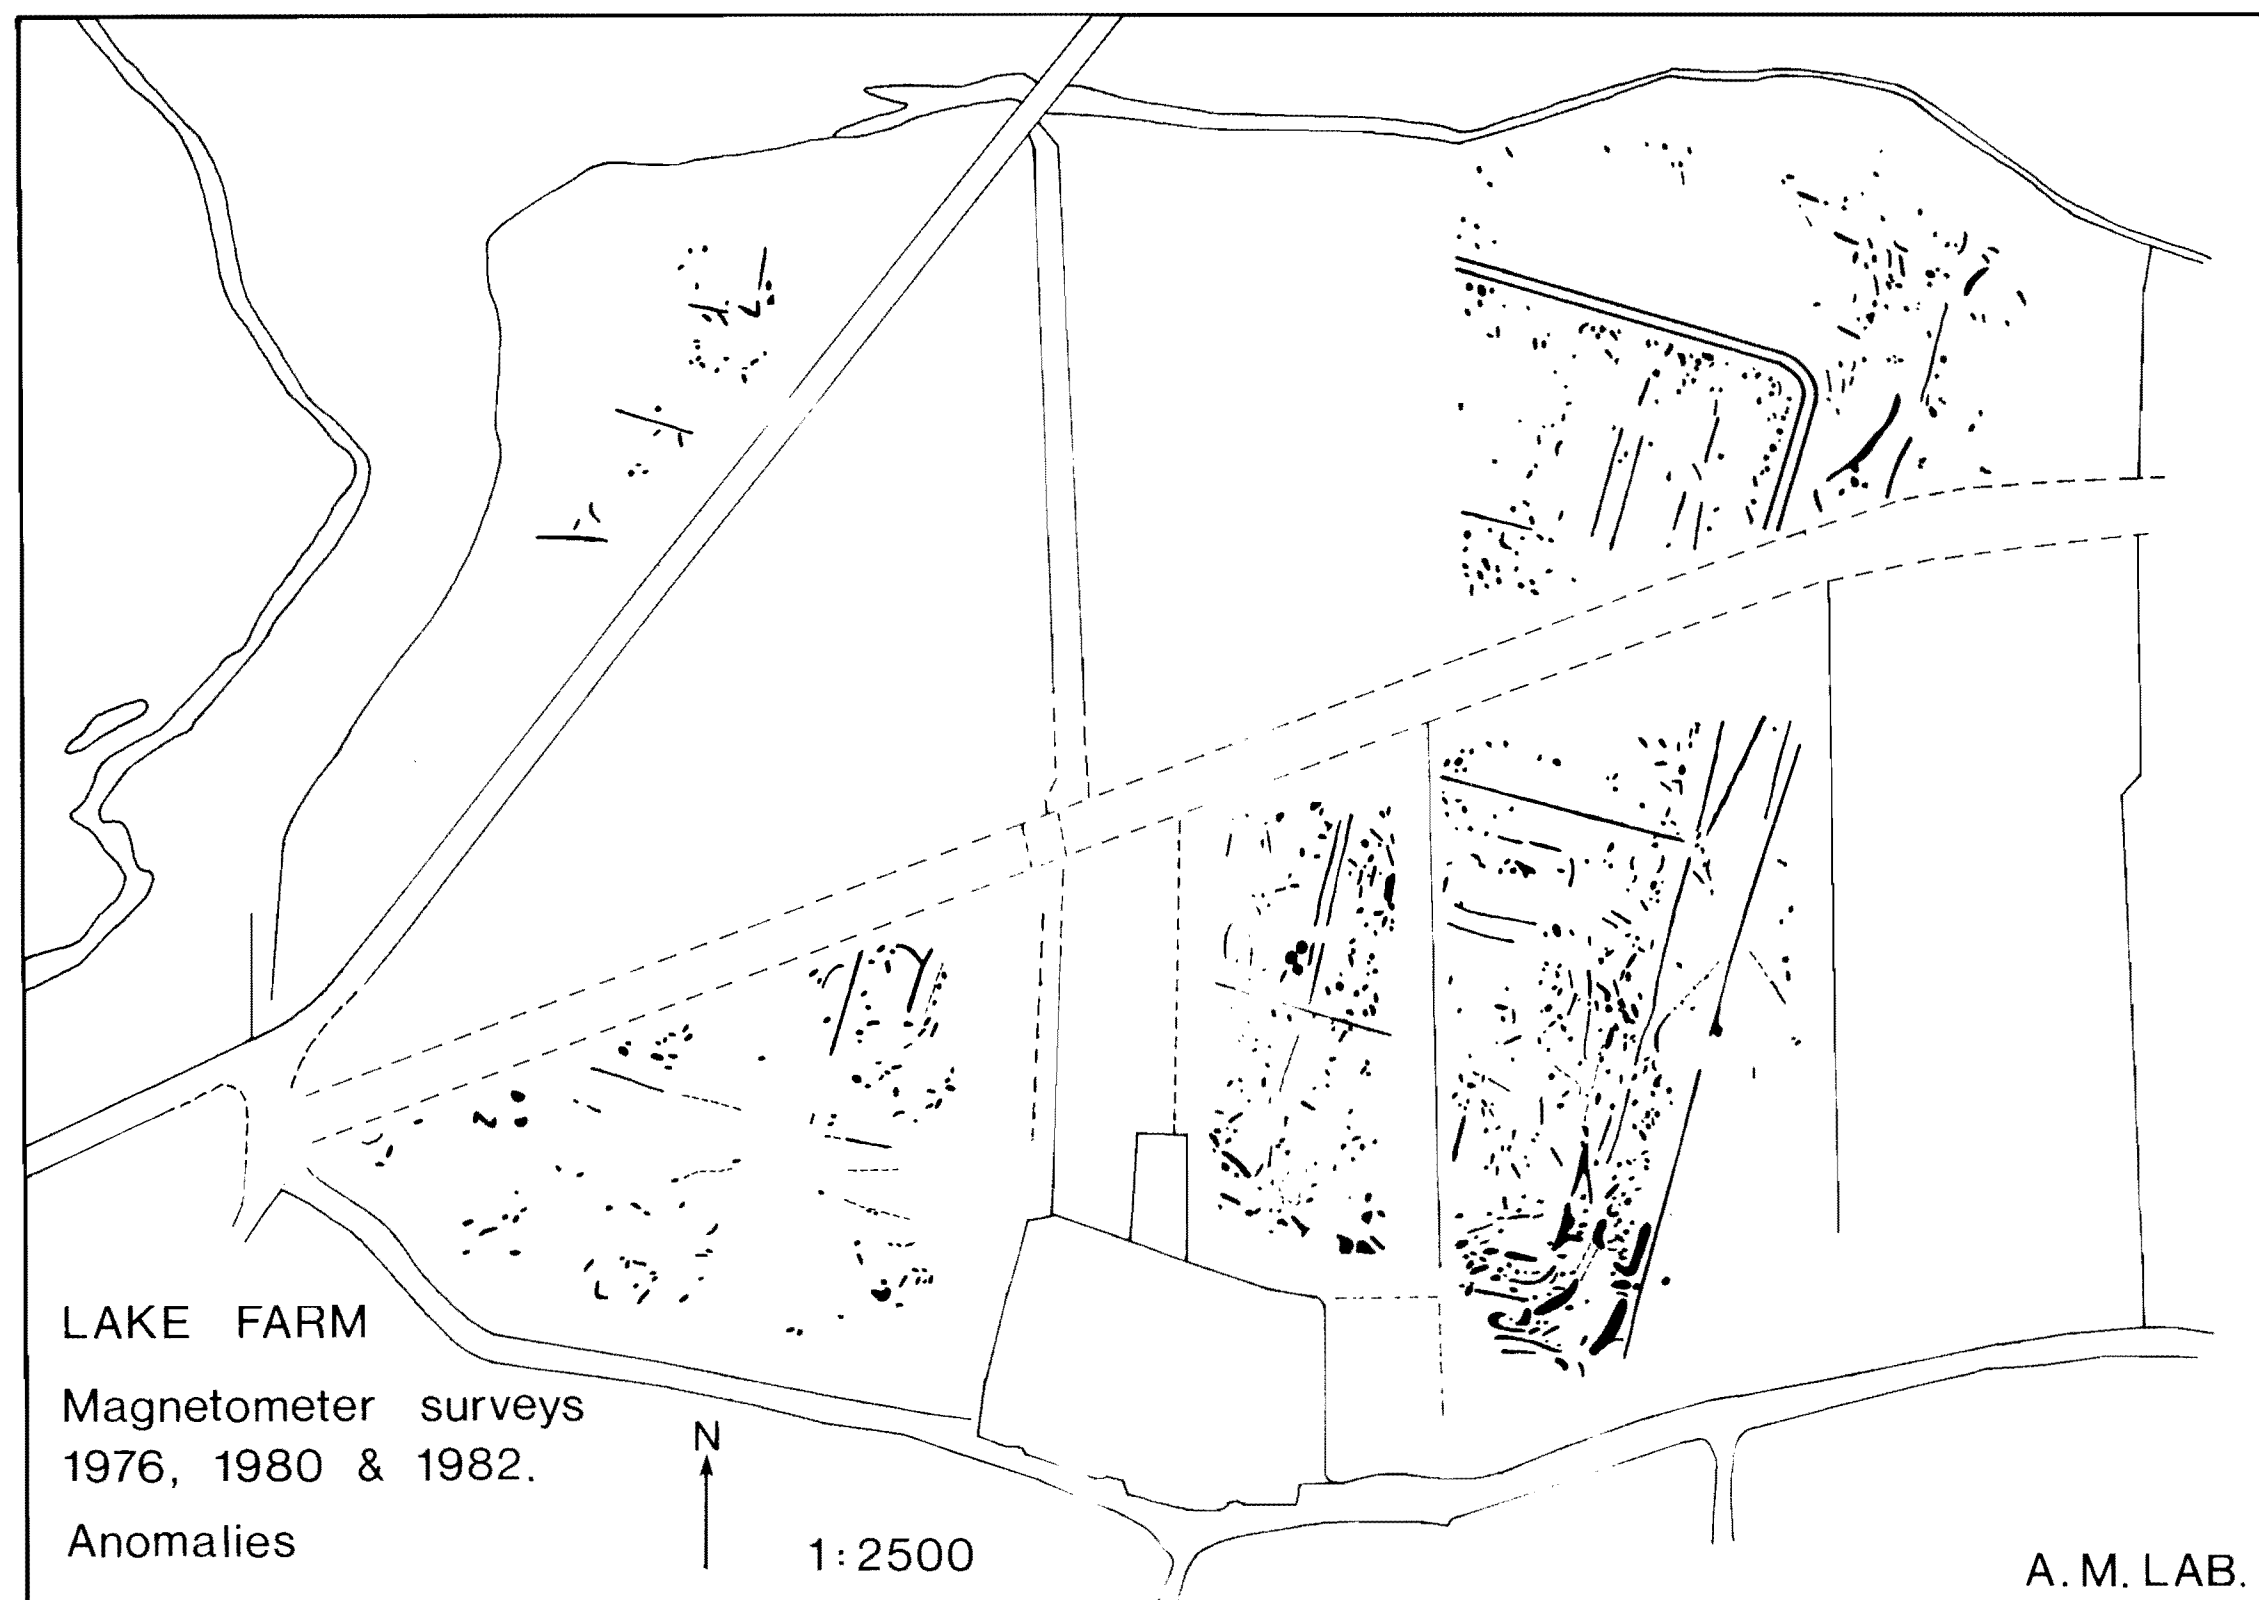 LAKE FARM
Magnetometer surveys
1976, 1980 & 1982.
Anomalies
N
1:2500
A.M. LAB.